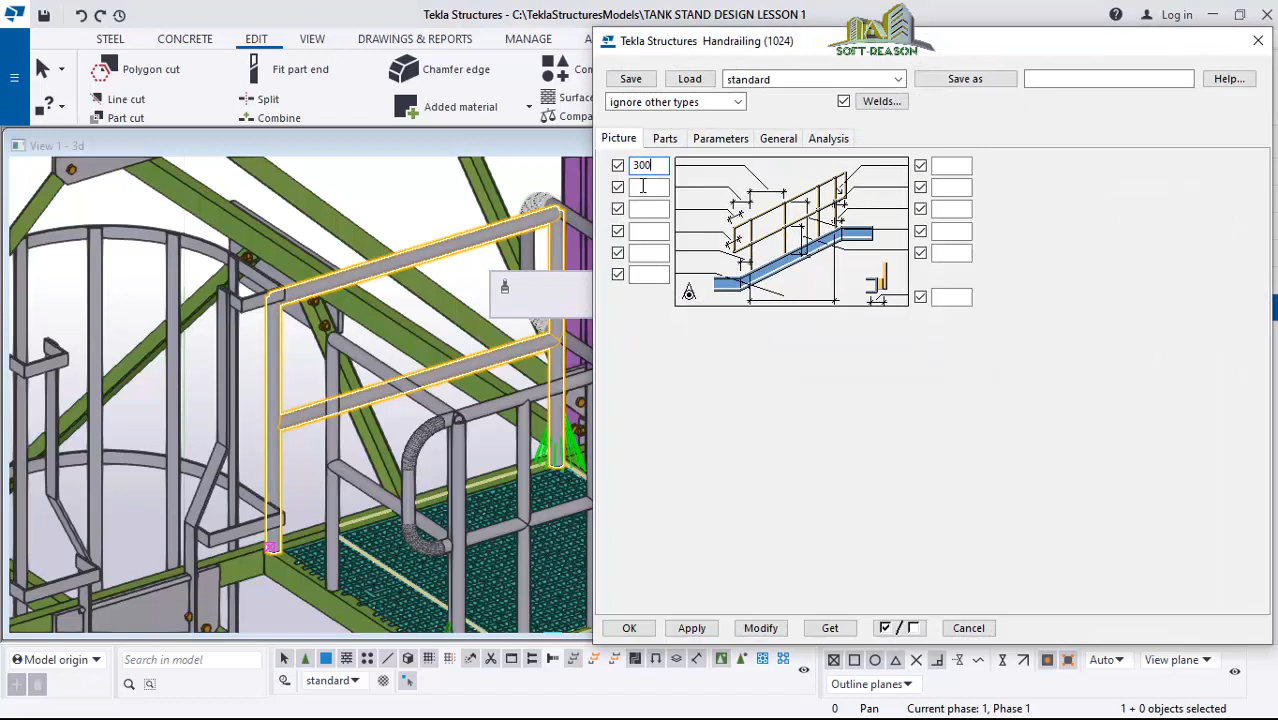 Tekla Structures - C:\TeklaStructuresModels\TANK STAND DESIGN LESSON 1
Log in
STEEL CONCRETE EDIT VIEW DRAWINGS & REPORTS MANAGE
Polygon cut
Fit part end
Chamfer edge
Line cut
Split
Added material
Part cut
Combine
View 1 - 3d
SOFT-REASON
Tekla Structures Handrailing (1024)
Save
Load
standard
Save as
Help...
ignore other types
Welds...
Picture Parts Parameters General Analysis
300
OK
Apply
Modify
Get
/
Cancel
Model origin
Search in model
standard
Auto
View plane
Outline planes
0 Pan Current phase: 1, Phase 1 1 + 0 objects selected